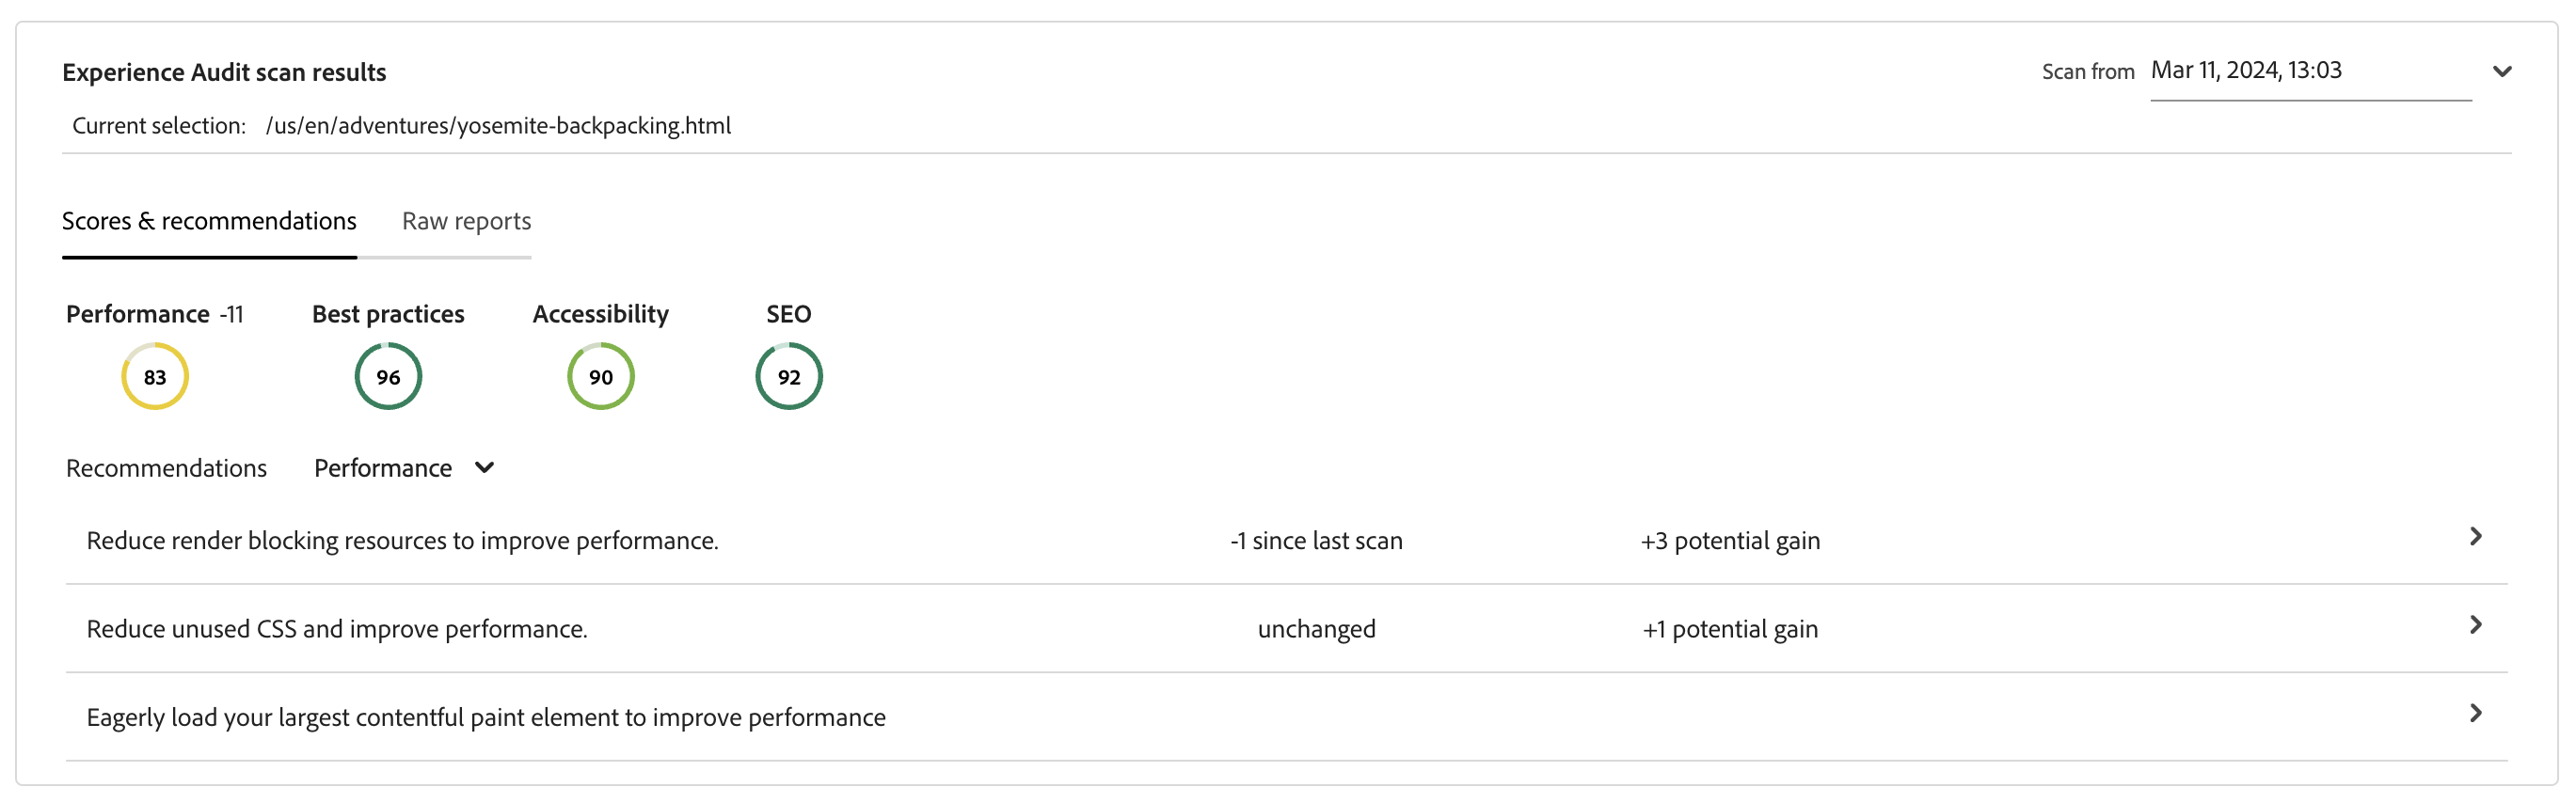 Experience Audit scan results
Scan from Mar 11, 2024, 13:03
Current selection: /us/en/adventures/yosemite-backpacking.html
Scores & recommendations Raw reports
Performance -11 Best practices Accessibility SEO
83 96 90 92
Recommendations Performance
Reduce render blocking resources to improve performance. -1 since last scan +3 potential gain
Reduce unused CSS and improve performance. unchanged +1 potential gain
Eagerly load your largest contentful paint element to improve performance